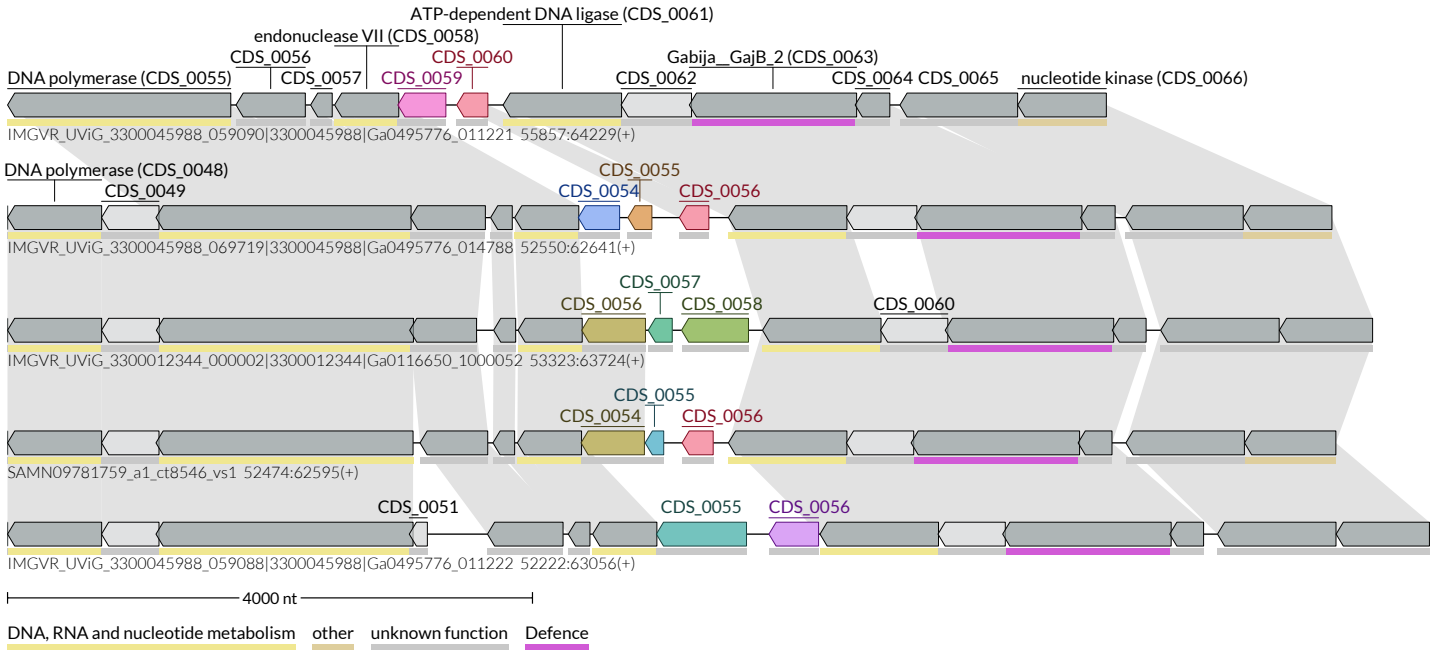 ATP-dependent DNA ligase (CDS_0061)
endonuclease VII (CDS_0058)
CDS_0056 CDS_0060 Gabija__GajB_2 (CDS_0063)
DNA polymerase (CDS_0055) CDS_0057 CDS_0059 CDS_0062 CDS_0064 CDS_0065 nucleotide kinase (CDS_0066)
IMGVR_UViG_3300045988_059090|3300045988|Ga0495776_011221 55857:64229(+)
DNA polymerase (CDS_0048) CDS_0055
CDS_0049 CDS_0054 CDS_0056
IMGVR_UViG_3300045988_069719|3300045988|Ga0495776_014788 52550:62641(+)
CDS_0057
CDS_0056 CDS_0058 CDS_0060
IMGVR_UViG_3300012344_000002|3300012344|Ga0116650_1000052 53323:63724(+)
CDS_0055
CDS_0054 CDS_0056
SAMN09781759_a1_ct8546_vs1 52474:62595(+)
CDS_0051 CDS_0055 CDS_0056
IMGVR_UViG_3300045988_059088|3300045988|Ga0495776_011222 52222:63056(+)
4000 nt
DNA, RNA and nucleotide metabolism other unknown function Defence